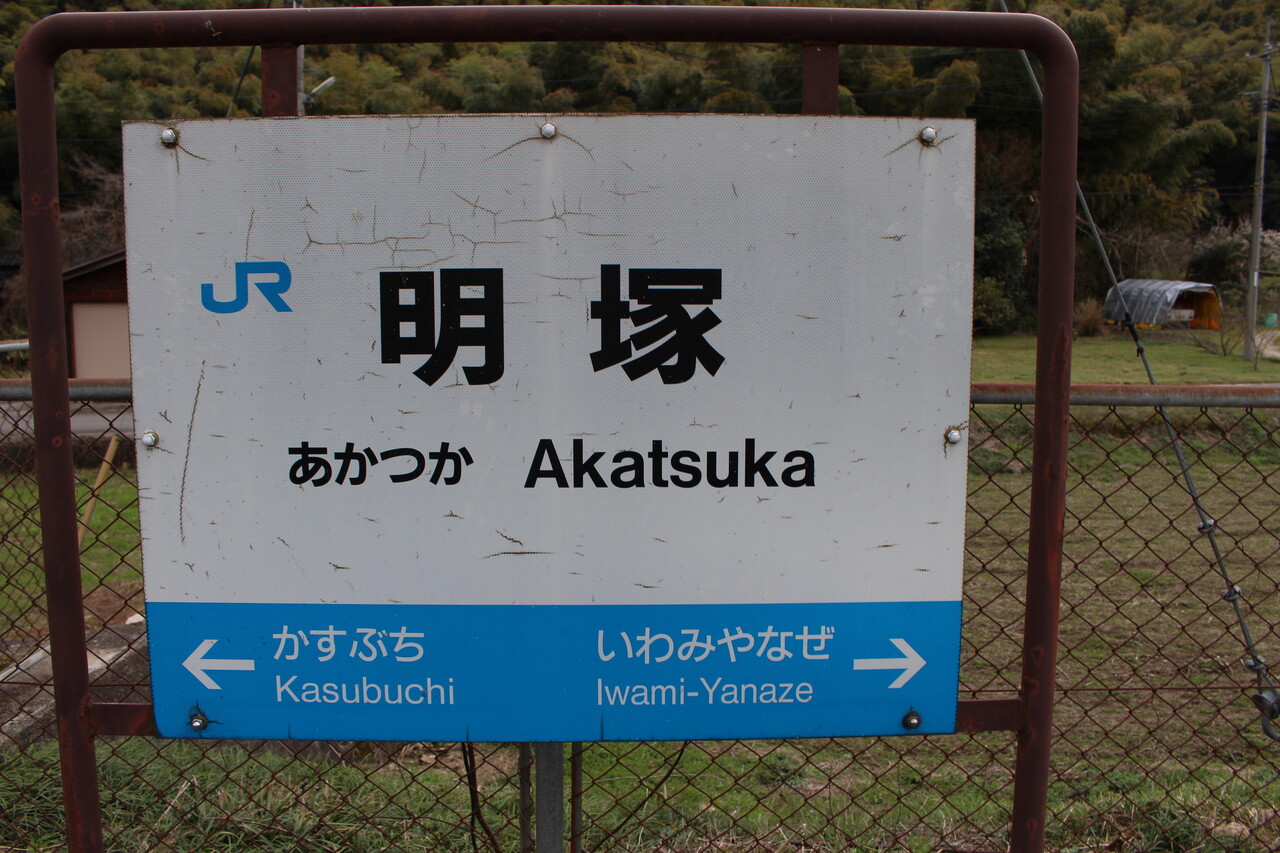 JR 明塚
あかつか Akatsuka
← かすぶち いわみやなぜ →
Kasubuchi Iwami-Yanaze